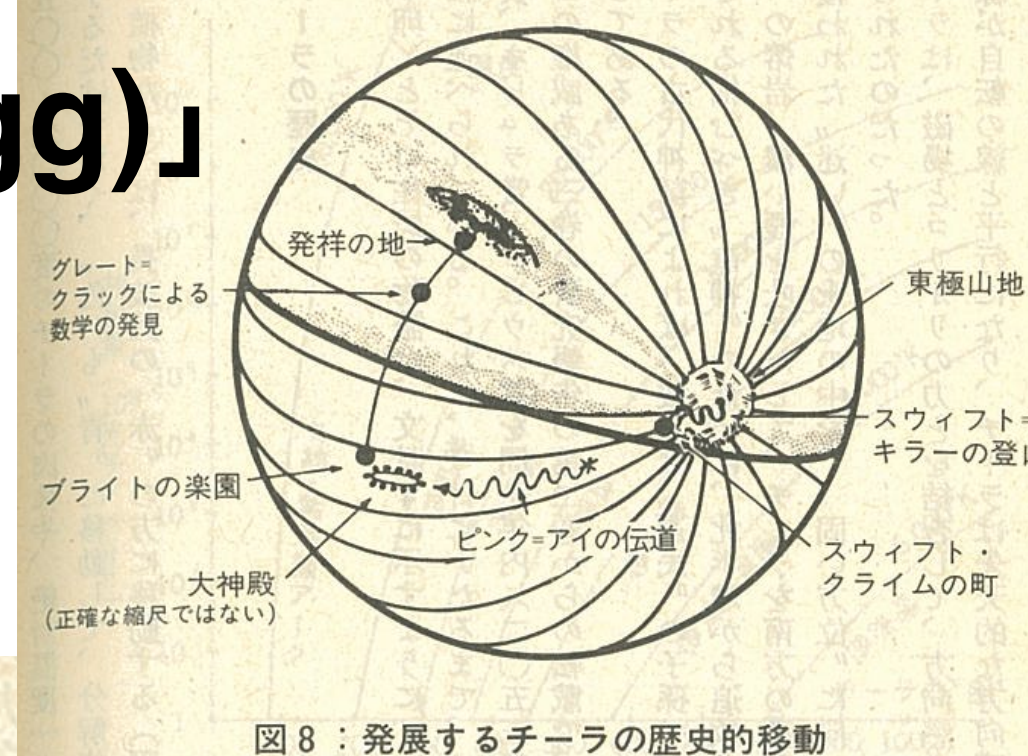 gg)」
発祥の地
グレート=
クラックによる
数学の発見
東極山地
スウィフト=
キラーの登
ブライトの楽園
ピンク=アイの伝道
大神殿
(正確な縮尺ではない)
スウィフト・
クライムの町
図8：発展するチーラの歴史的移動